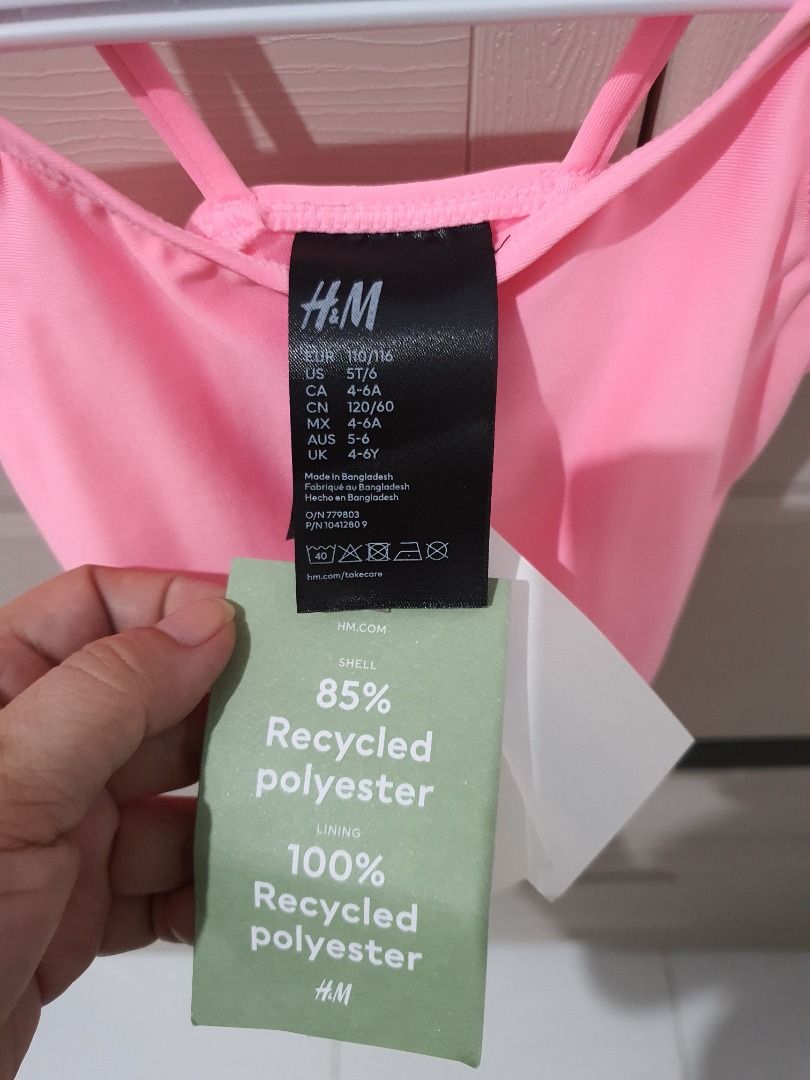 H&M
EUR 110/116
US 5T/6
CA 4-6A
CN 120/60
MX 4-6A
AUS 5-6
UK 4-6Y
Made in Bangladesh
Fabriqué au Bangladesh
Hecho en Bangladesh
O/N 779803
P/N 1041280 9
40
hm.com/takecare
HM.COM
SHELL
85%
Recycled
polyester
LINING
100%
Recycled
polyester
H&M